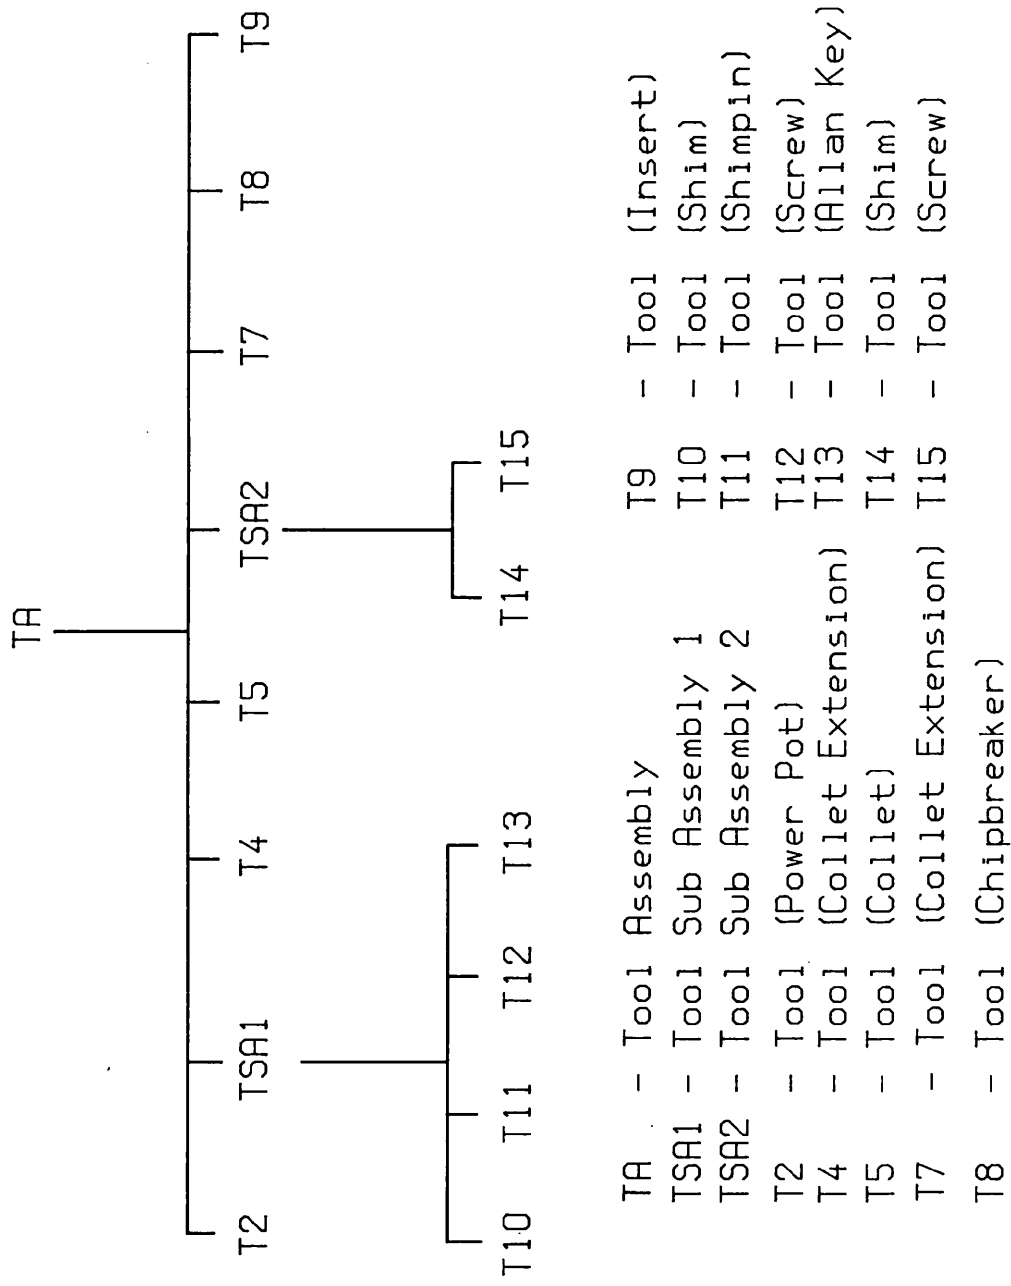 TA
T2 TSA1 T4 T5 TSA2 T7 T8 T9
T10 T11 T12 T13 T14 T15
TA - Tool Assembly
TSA1 - Tool Sub Assembly 1
TSA2 - Tool Sub Assembly 2
T2 - Tool (Power Pot)
T4 - Tool (Collet Extension)
T5 - Tool (Collet)
T7 - Tool (Collet Extension)
T8 - Tool (Chipbreaker)
T9 - Tool (Insert)
T10 - Tool (Shim)
T11 - Tool (Shimpin)
T12 - Tool (Screw)
T13 - Tool (Allan Key)
T14 - Tool (Shim)
T15 - Tool (Screw)